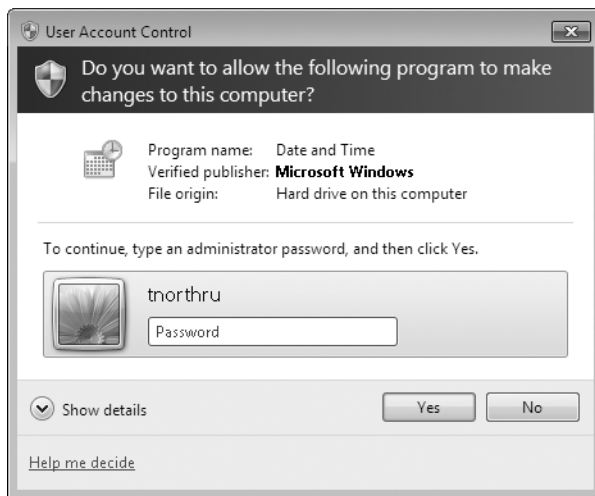 User Account Control
Do you want to allow the following program to make
changes to this computer?
Program name: Date and Time
Verified publisher: Microsoft Windows
File origin: Hard drive on this computer
To continue, type an administrator password, and then click Yes.
tnorthru
Password
Show details Yes No
Help me decide